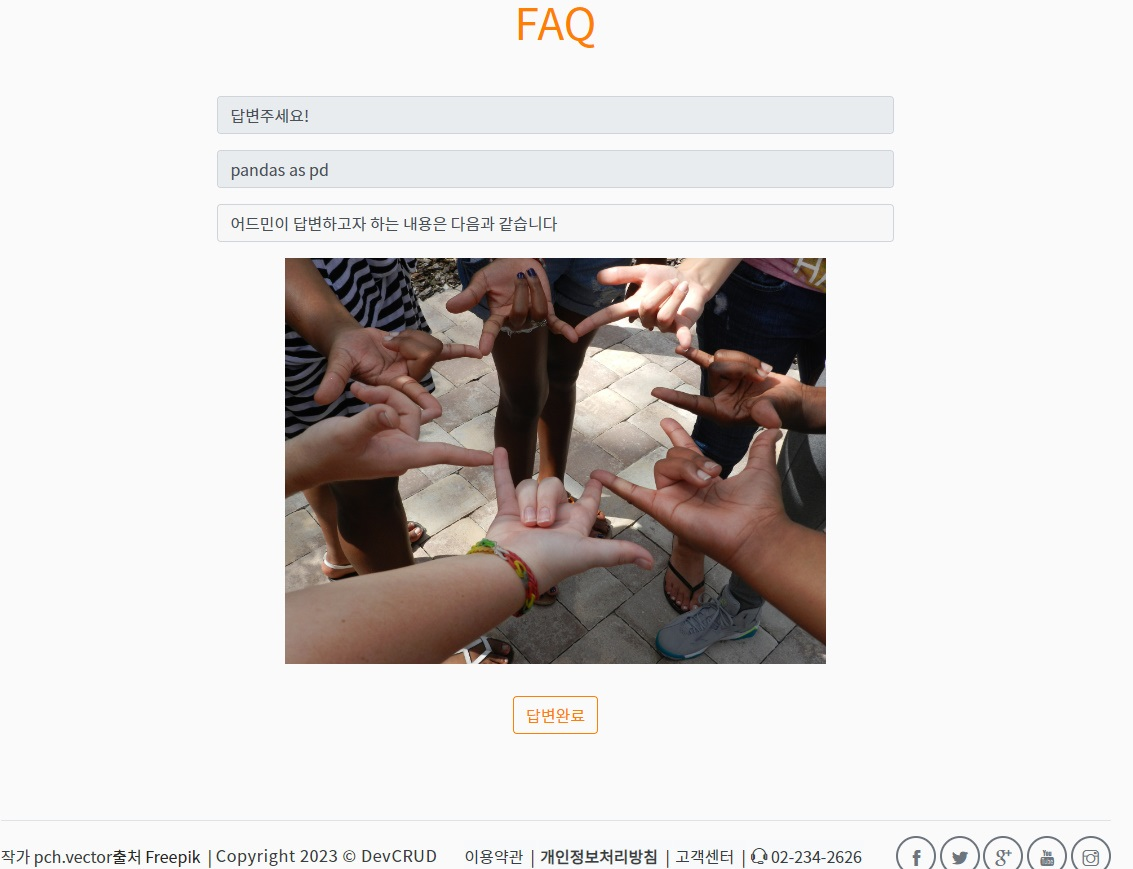 FAQ
답변주세요!
pandas as pd
어드민이 답변하고자 하는 내용은 다음과 같습니다
답변완료
작가 pch.vector출처 Freepik | Copyright 2023 © DevCRUD 이용약관 | 개인정보처리방침 | 고객센터 | 02-234-2626